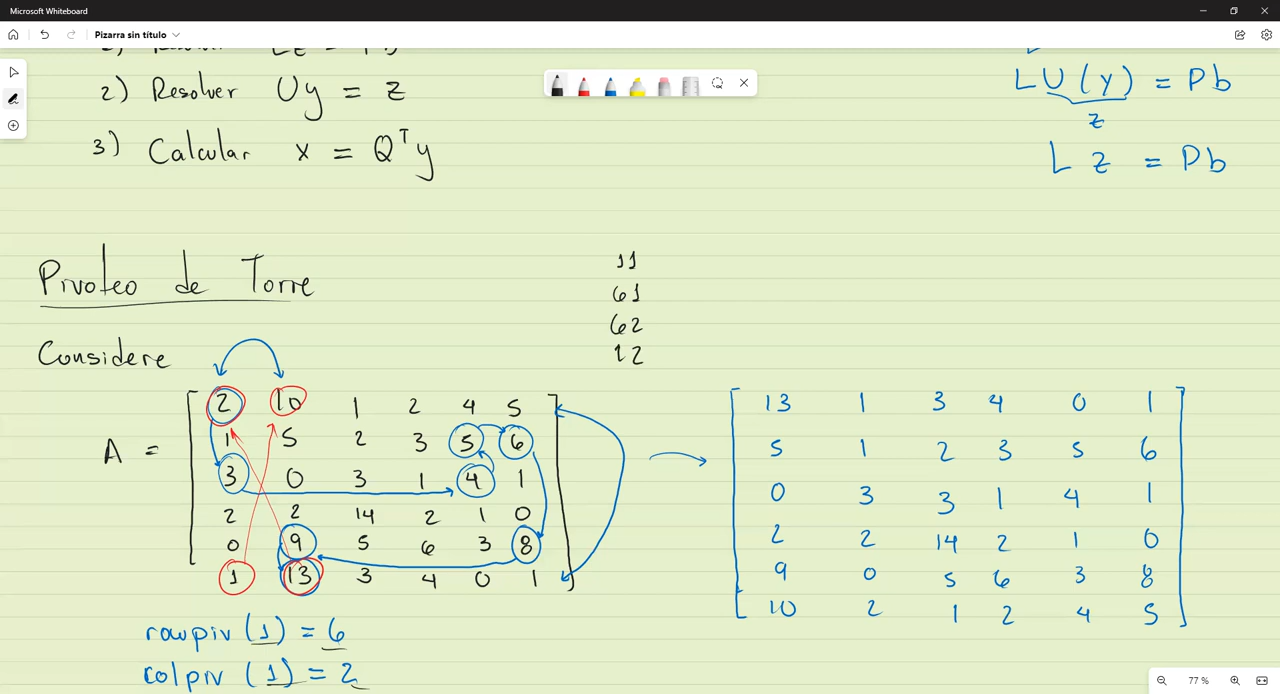 Microsoft Whiteboard
Pizarra sin título
2) Resolver Uy = z
3) Calcular x = Qᵀy
LU(y) = Pb
z
Lz = Pb
Pivoteo de Torre
11
61
62
12
Considere
A =
2 10 1 2 4 5
1 5 2 3 5 6
3 0 3 1 4 1
2 2 14 2 1 0
0 9 5 6 3 8
1 13 3 4 0 1
13 1 3 4 0 1
5 1 2 3 5 6
0 3 3 1 4 1
2 2 14 2 1 0
9 0 5 6 3 8
10 2 1 2 4 5
rowpiv (1) = 6
colpiv (1) = 2
77 %